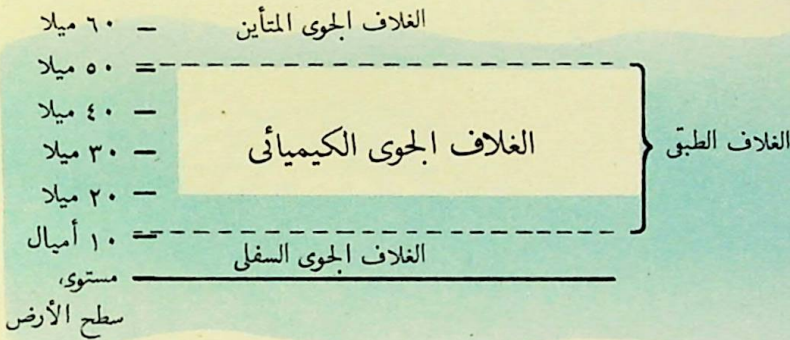 الغلاف الجوى المتأين
٦٠ ميلا
٥٠ ميلا
٤٠ ميلا
الغلاف الطبقى
الغلاف الجوى الكيميائى
٣٠ ميلا
٢٠ ميلا
١٠ أميال
الغلاف الجوى السفلى
مستوى
سطح الأرض